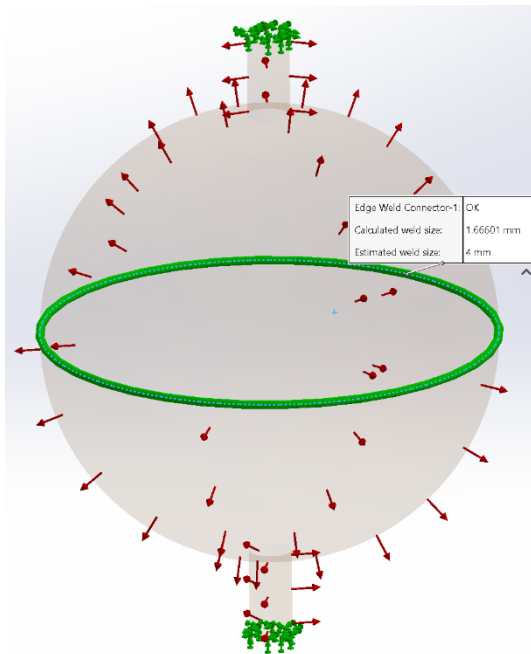 Edge Weld Connector-1: OK
Calculated weld size: 1.66601 mm
Estimated weld size: 4 mm